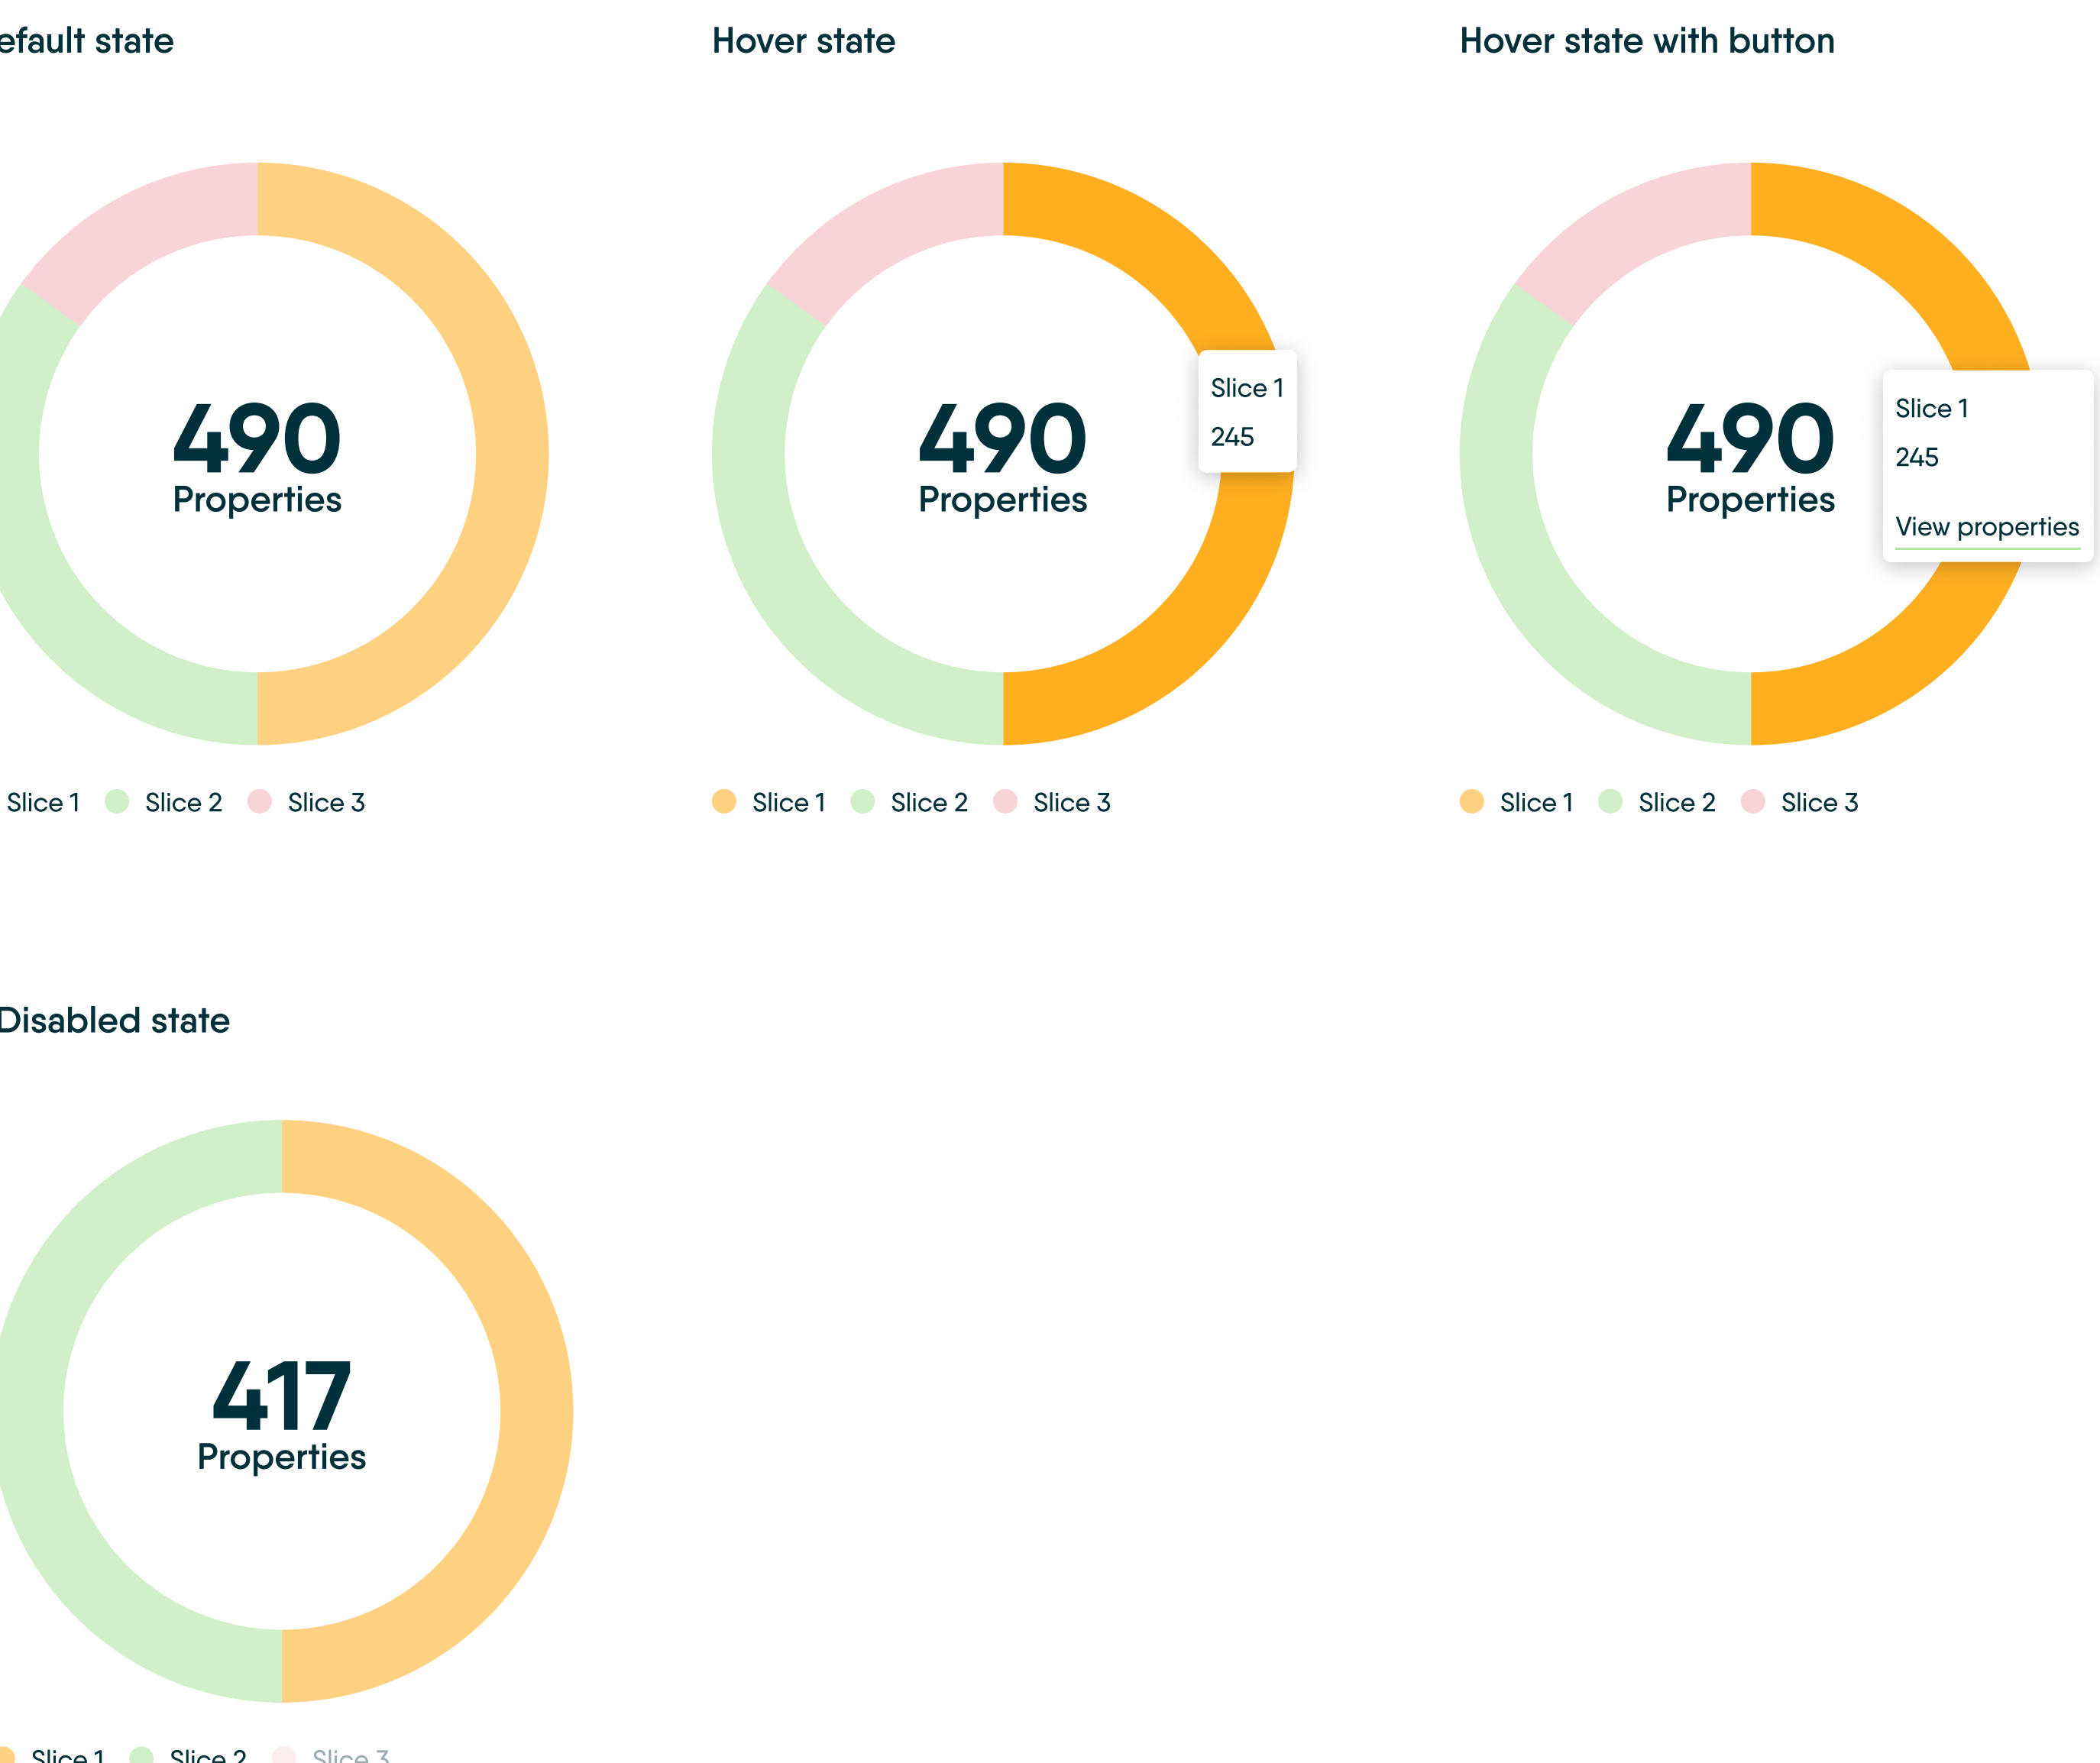 efault state
Hover state
Hover state with button
490
Properties
490
Properties
Slice 1
245
490
Properties
Slice 1
245
View properties
Slice 1 Slice 2 Slice 3
Slice 1 Slice 2 Slice 3
Slice 1 Slice 2 Slice 3
Disabled state
417
Properties
Slice 1 Slice 2 Slice 3